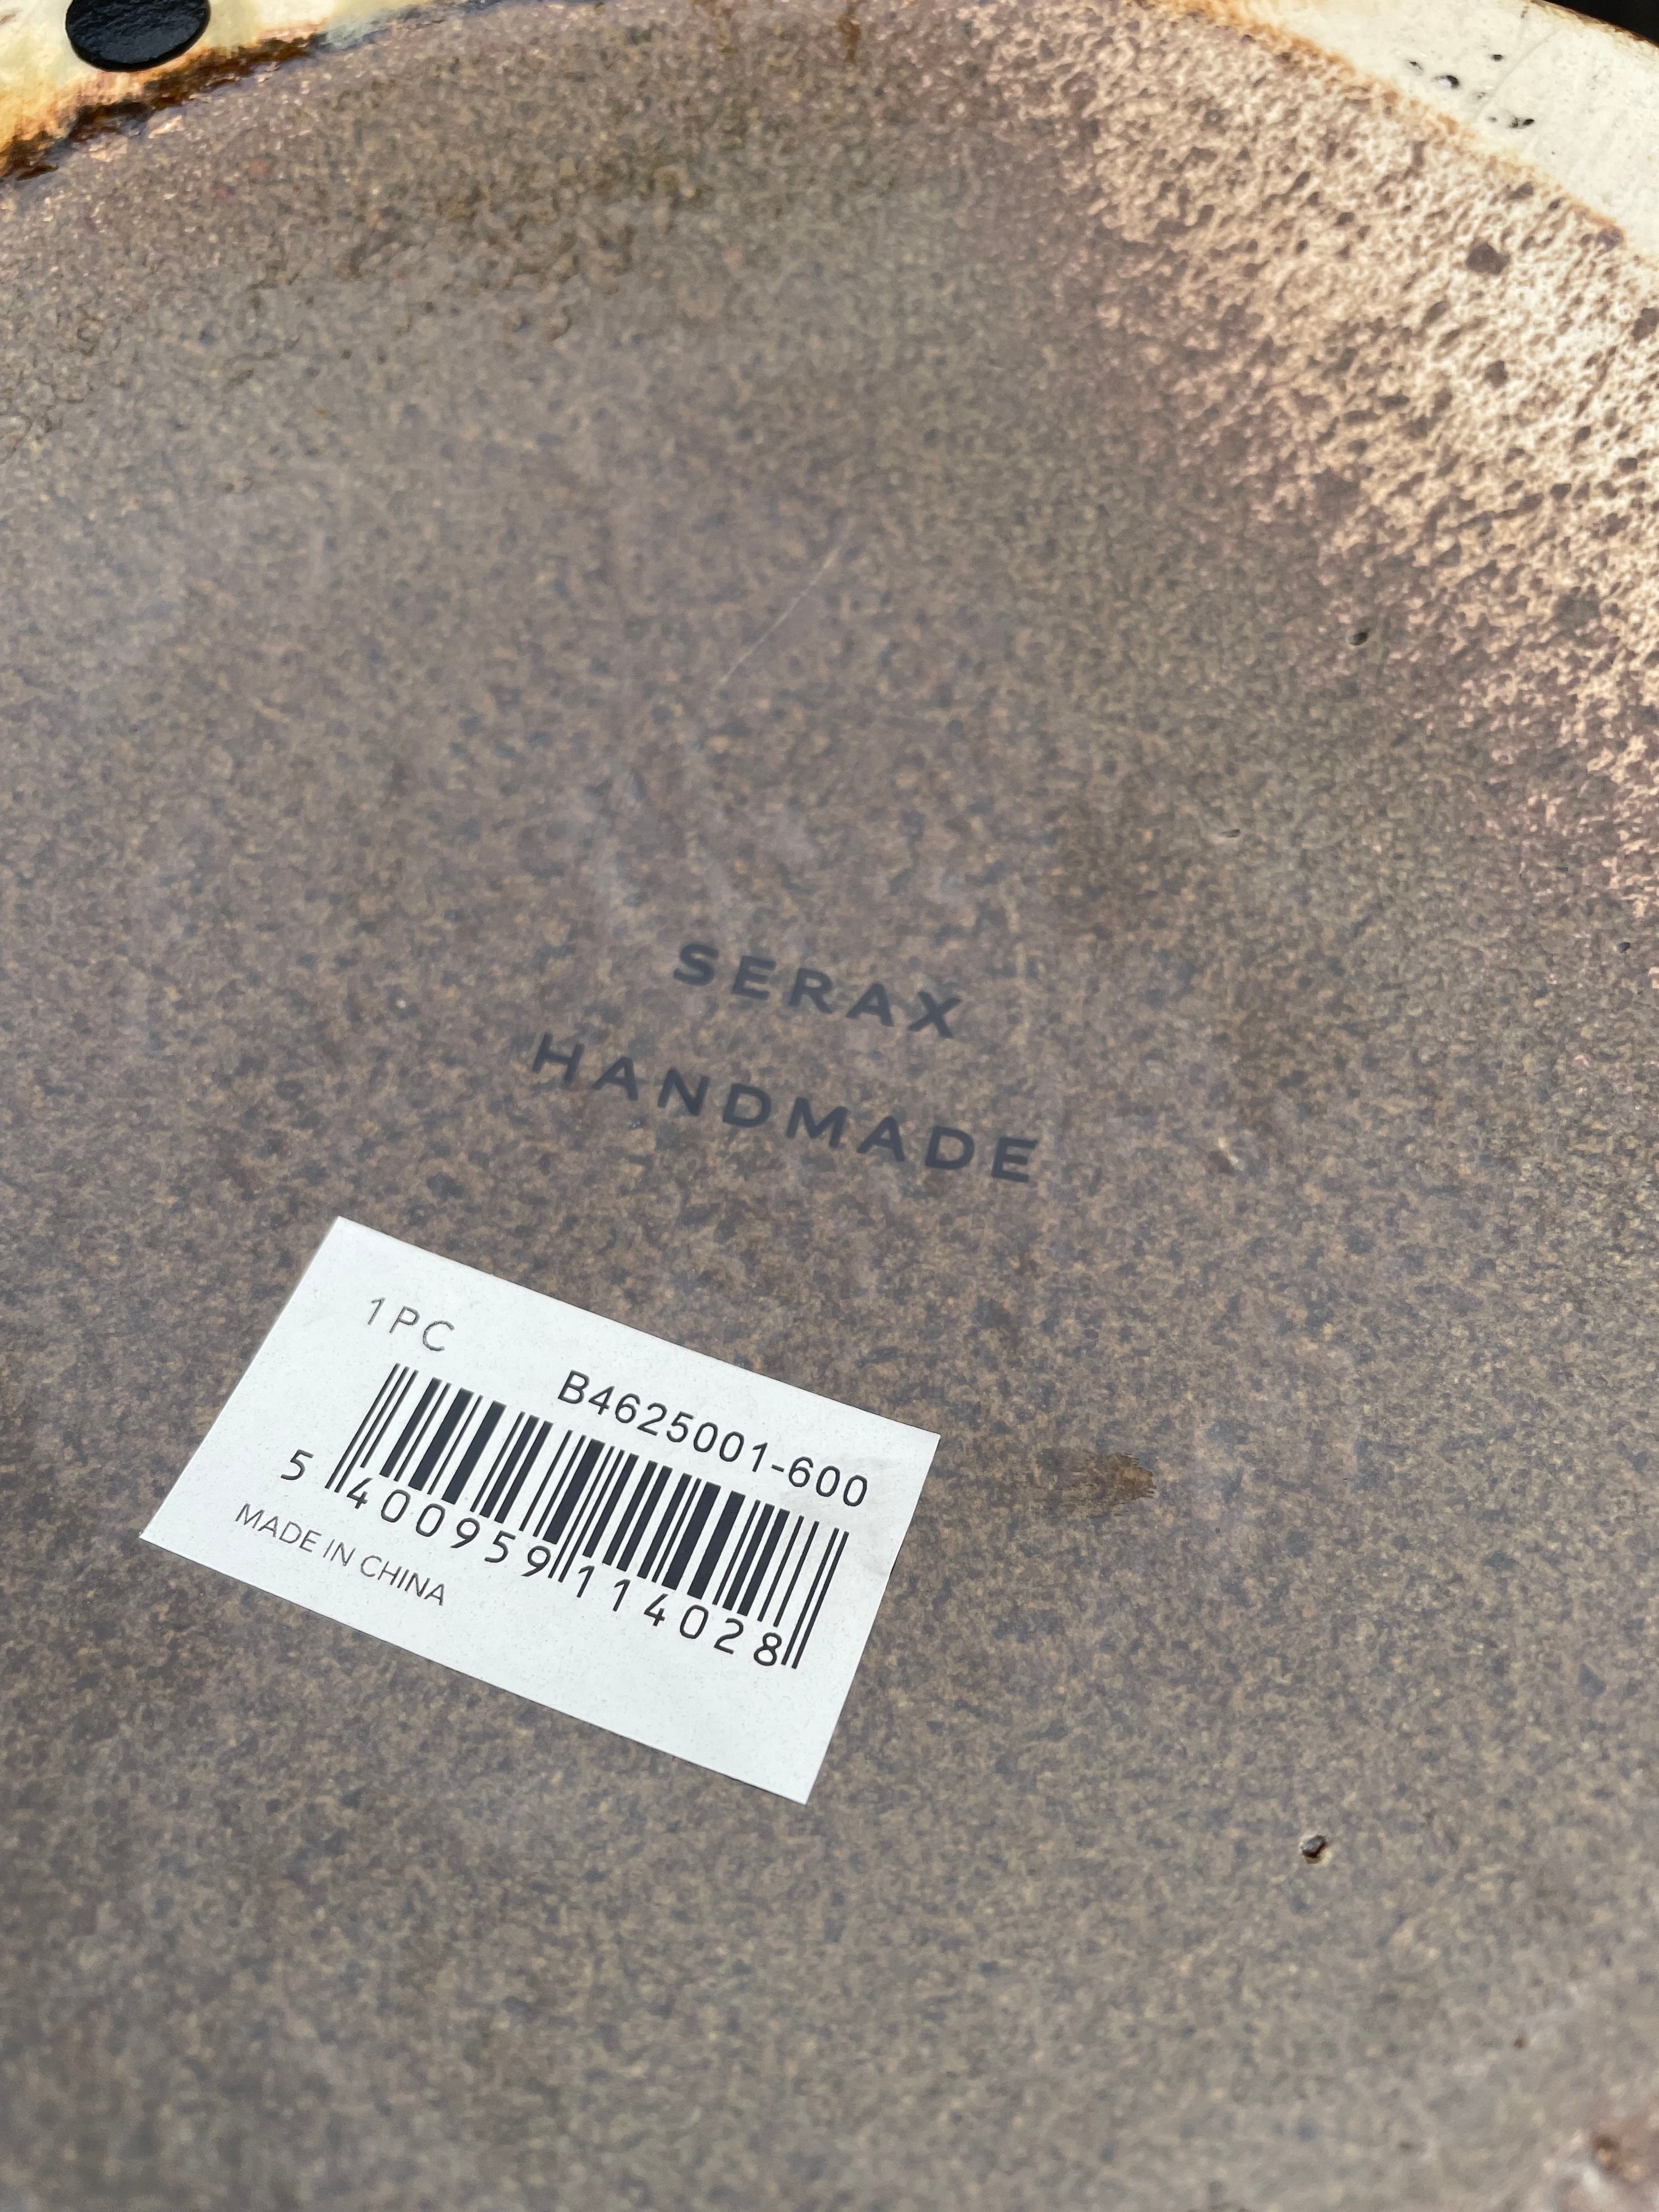 SERAX
HANDMADE
1PC
B4625001-600
5 400959 114028
MADE IN CHINA